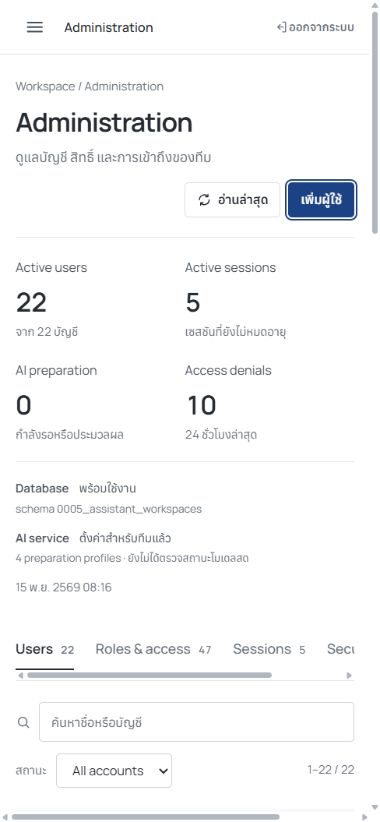 Administration ออกจากระบบ
Workspace / Administration
Administration
ดูแลบัญชี สิทธิ์ และการเข้าถึงของทีม
อ่านล่าสุด เพิ่มผู้ใช้
Active users Active sessions
22 5
จาก 22 บัญชี เซสชันที่ยังไม่หมดอายุ
AI preparation Access denials
0 10
กำลังรอหรือประมวลผล 24 ชั่วโมงล่าสุด
Database พร้อมใช้งาน
schema 0005_assistant_workspaces
AI service ตั้งค่าสำหรับทีมแล้ว
4 preparation profiles · ยังไม่ได้ตรวจสถานะโมเดลสด
15 พ.ย. 2569 08:16
Users 22 Roles & access 47 Sessions 5 Secu
ค้นหาชื่อหรือบัญชี
สถานะ All accounts 1–22 / 22